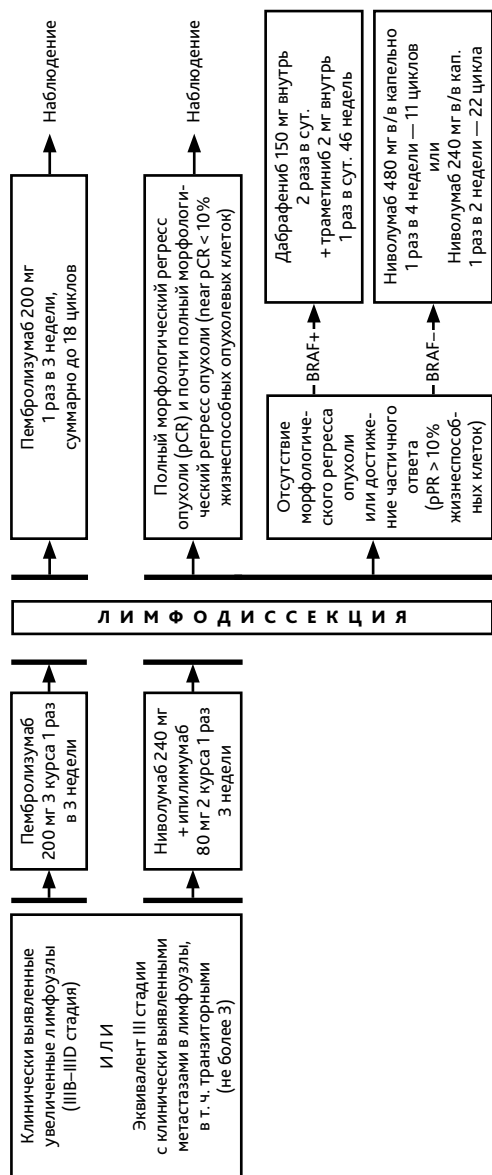 Клинически выявленные
увеличенные лимфоузлы
(IIIB–IIID стадия)
ИЛИ
Эквивалент III стадии
с клинически выявленными
метастазами в лимфоузлы,
в т. ч. транзиторными
(не более 3)
Пембролизумаб
200 мг 3 курса 1 раз
в 3 недели
Ниволумаб 240 мг
+ ипилимумаб
80 мг 2 курса 1 раз
3 недели
ЛИМФОДИССЕКЦИЯ
Пембролизумаб 200 мг
1 раз в 3 недели,
суммарно до 18 циклов
Наблюдение
Полный морфологический регресс
опухоли (pCR) и почти полный морфологи-
ческий регресс опухоли (near pCR < 10%
жизнеспособных опухолевых клеток)
Наблюдение
Отсутствие
морфологиче-
ского регресса
опухоли
или достиже-
ние частичного
ответа
(pPR > 10%
жизнеспособ-
ных клеток)
BRAF+
Дабрафениб 150 мг внутрь
2 раза в сут.
+ траметиниб 2 мг внутрь
1 раз в сут. 46 недель
BRAF–
Ниволумаб 480 мг в/в капельно
1 раз в 4 недели — 11 циклов
или
Ниволумаб 240 мг в/в кап.
1 раз в 2 недели — 22 цикла